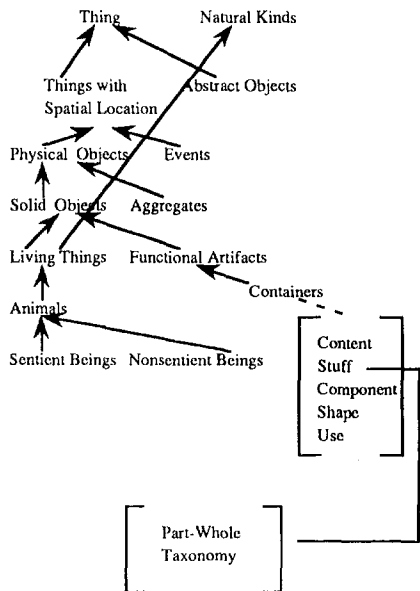 Thing
Natural Kinds
Things with
Spatial Location
Abstract Objects
Physical Objects
Events
Solid Objects
Aggregates
Living Things
Functional Artifacts
Containers
Animals
Sentient Beings
Nonsentient Beings
Content
Stuff
Component
Shape
Use
Part-Whole
Taxonomy